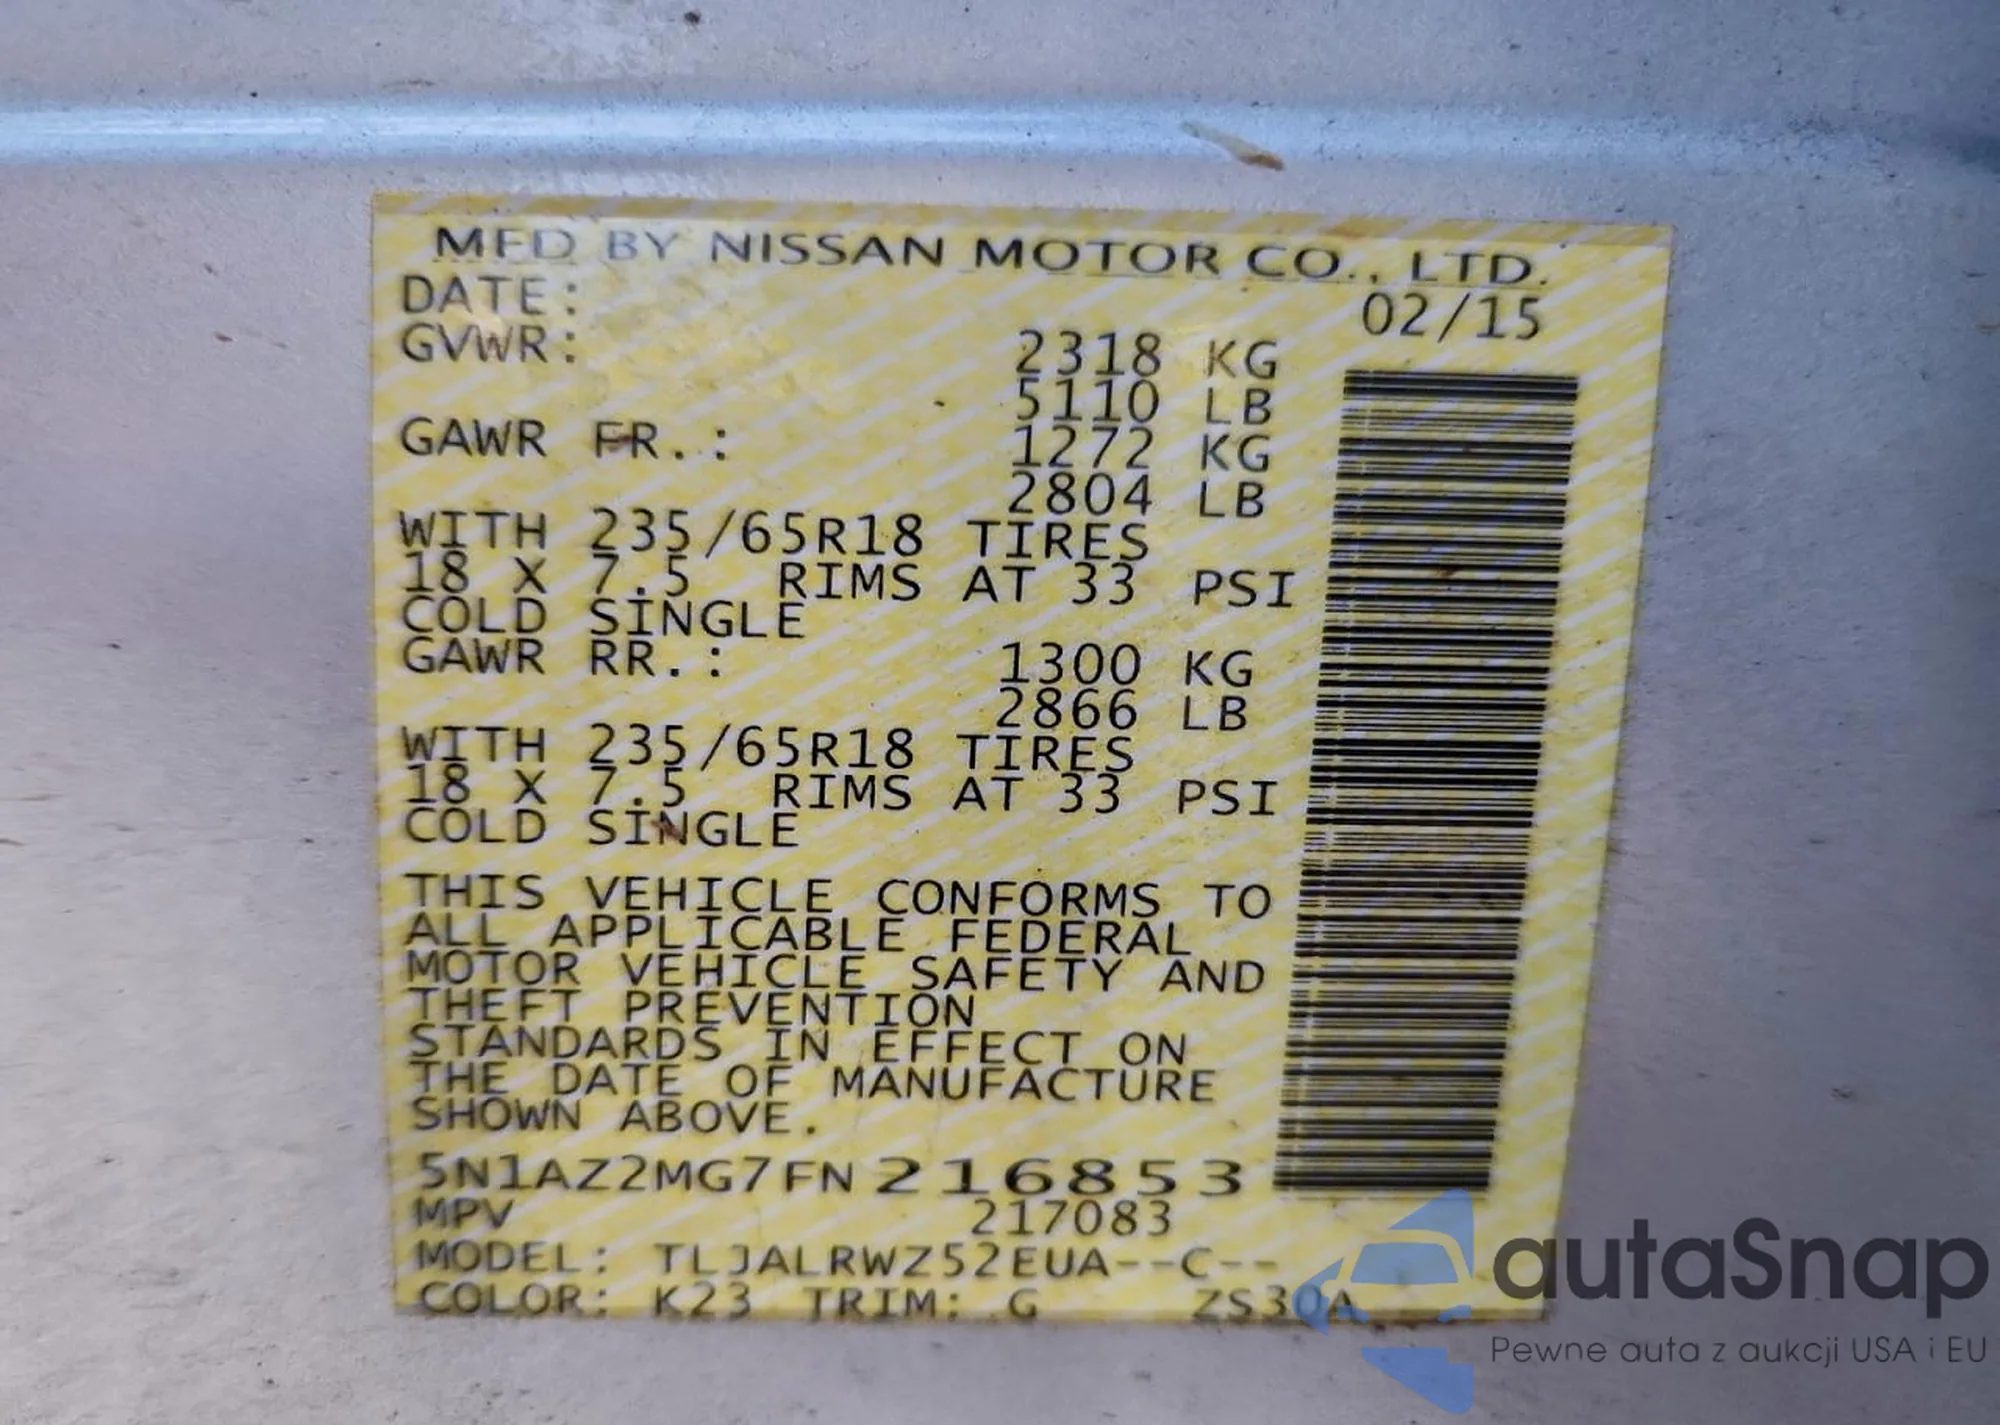 MFD BY NISSAN MOTOR CO., LTD.
DATE: 02/15
GVWR: 2318 KG
5110 LB
GAWR FR.: 1272 KG
2804 LB
WITH 235/65R18 TIRES
18 X 7.5 RIMS AT 33 PSI
COLD SINGLE
GAWR RR.: 1300 KG
2866 LB
WITH 235/65R18 TIRES
18 X 7.5 RIMS AT 33 PSI
COLD SINGLE
THIS VEHICLE CONFORMS TO
ALL APPLICABLE FEDERAL
MOTOR VEHICLE SAFETY AND
THEFT PREVENTION
STANDARDS IN EFFECT ON
THE DATE OF MANUFACTURE
SHOWN ABOVE.
5N1AZ2MG7FN216853
MPV 217083
MODEL: TLJALRWZ52EUA--C--
COLOR: K23 TRIM: G ZS30A
autaSnap
Pewne auta z aukcji USA i EU